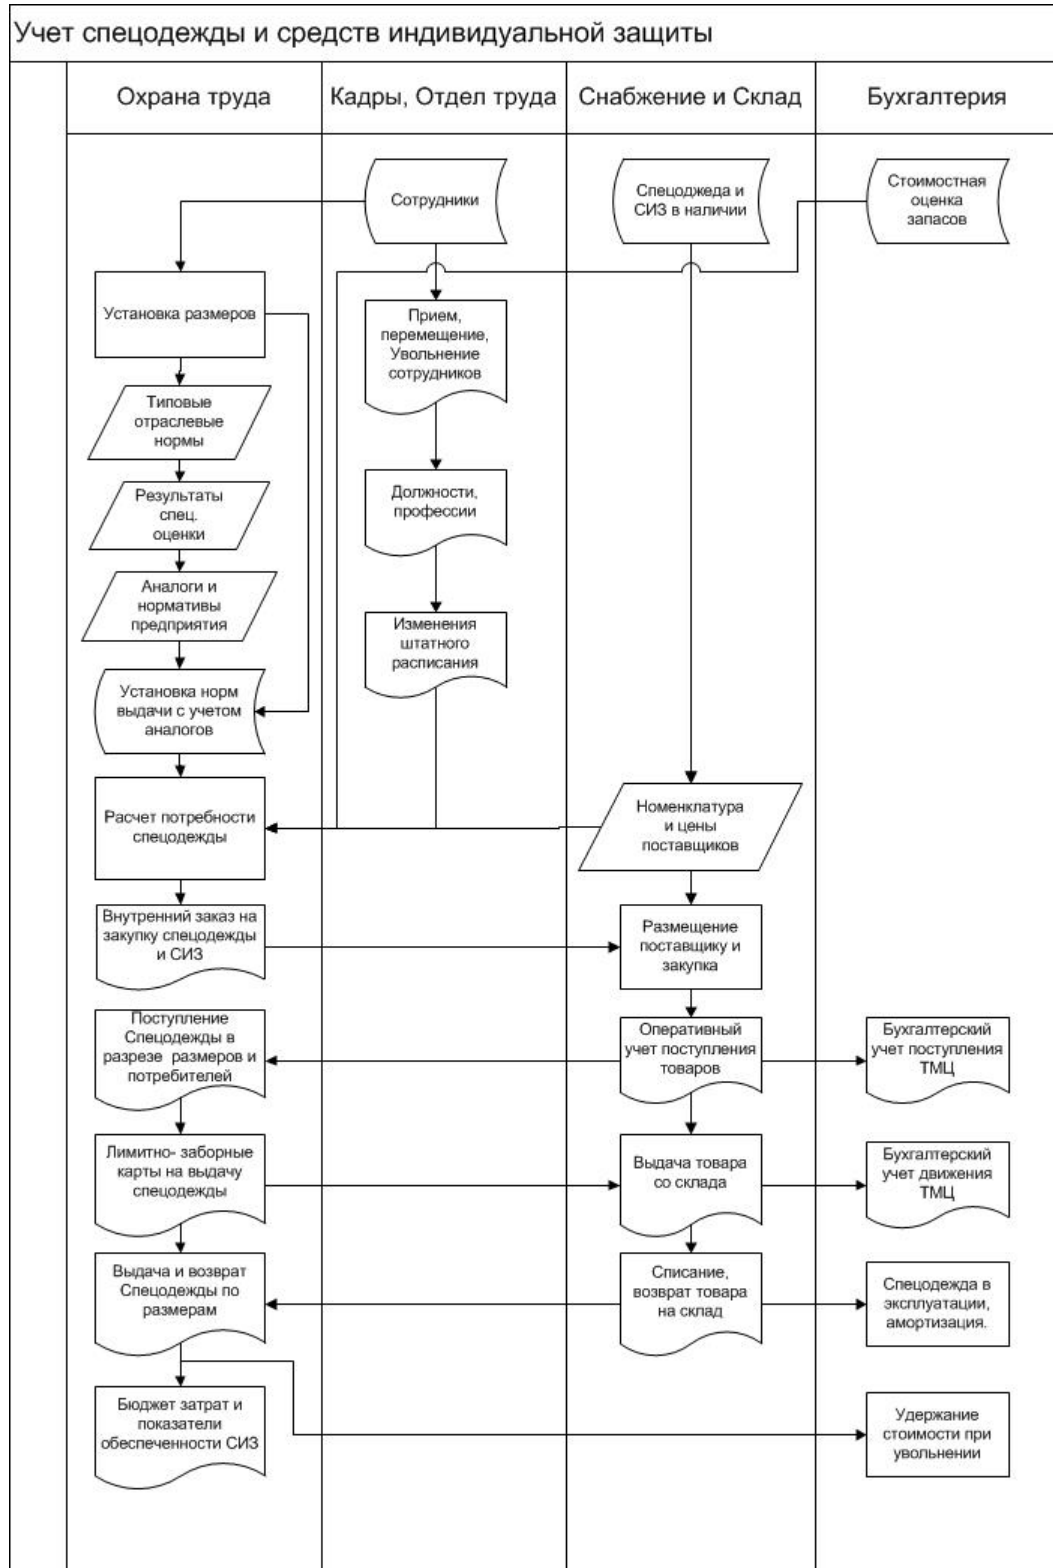 Учет спецодежды и средств индивидуальной защиты
Охрана труда
Кадры, Отдел труда
Снабжение и Склад
Бухгалтерия
Сотрудники
Спецоджеда и
СИЗ в наличии
Стоимостная
оценка
запасов
Установка размеров
Прием,
перемещение,
Увольнение
сотрудников
Типовые
отраслевые
нормы
Результаты
спец.
оценки
Должности,
профессии
Аналоги и
нормативы
предприятия
Изменения
штатного
расписания
Установка норм
выдачи с учетом
аналогов
Расчет потребности
спецодежды
Номенклатура
и цены
поставщиков
Внутренний заказ на
закупку спецодежды
и СИЗ
Размещение
поставщику и
закупка
Поступление
Спецодежды в
разрезе размеров и
потребителей
Оперативный
учет поступления
товаров
Бухгалтерский
учет поступления
ТМЦ
Лимитно- заборные
карты на выдачу
спецодежды
Выдача товара
со склада
Бухгалтерский
учет движения
ТМЦ
Выдача и возврат
Спецодежды по
размерам
Списание,
возврат товара
на склад
Спецодежда в
эксплуатации,
амортизация.
Бюджет затрат и
показатели
обеспеченности СИЗ
Удержание
стоимости при
увольнении